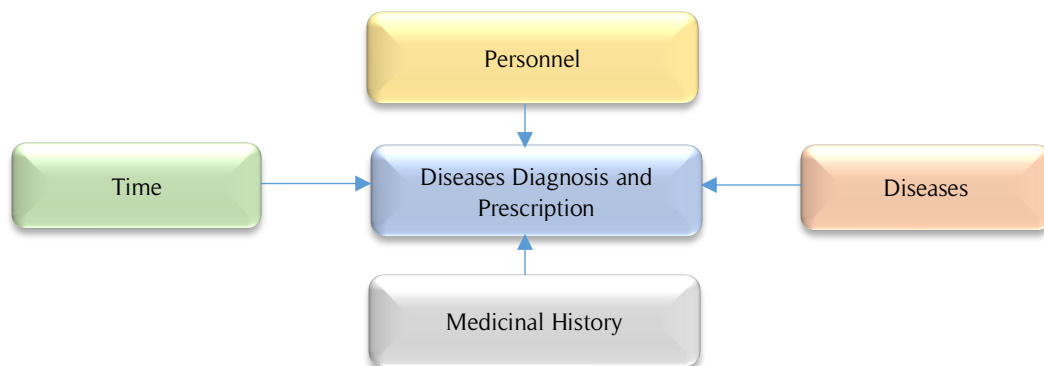 Personnel
Time
Diseases Diagnosis and
Prescription
Diseases
Medicinal History